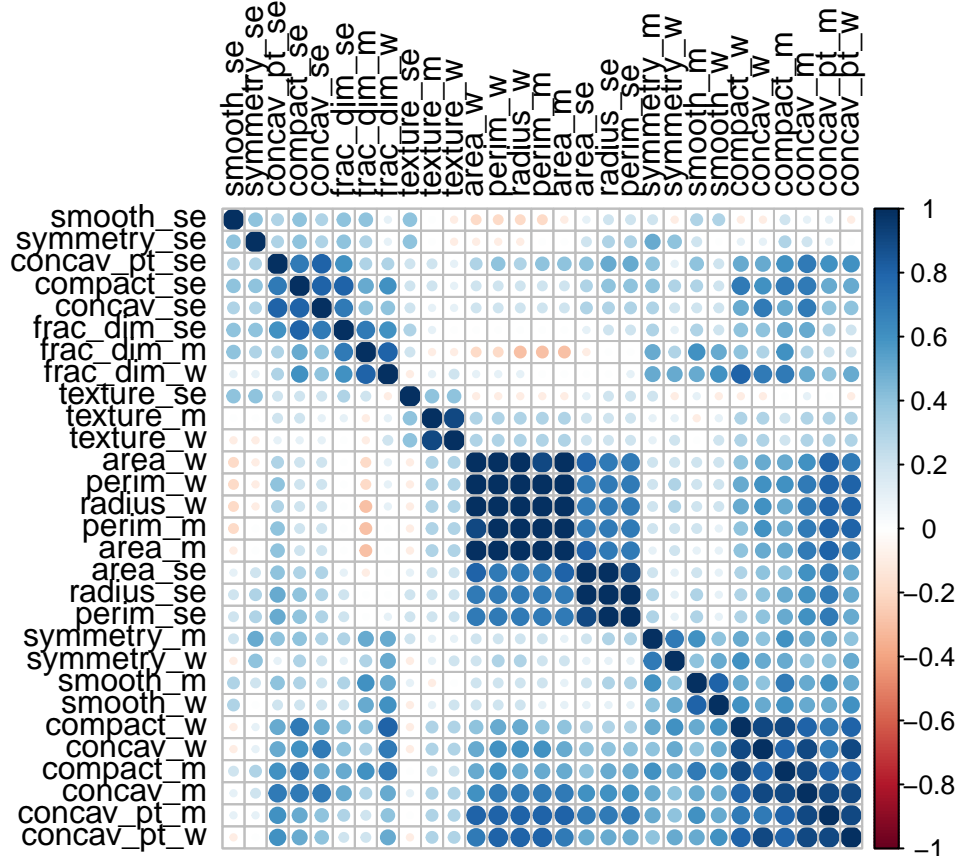 smooth_se
symmetry_se
concav_pt_se
compact_se
concav_se
frac_dim_se
frac_dim_m
frac_dim_w
texture_se
texture_m
texture_w
area_w
perim_w
radius_w
perim_m
area_m
area_se
radius_se
perim_se
symmetry_m
symmetry_w
smooth_m
smooth_w
compact_w
concav_w
compact_m
concav_m
concav_pt_m
concav_pt_w
smooth_se
symmetry_se
concav_pt_se
compact_se
concav_se
frac_dim_se
frac_dim_m
frac_dim_w
texture_se
texture_m
texture_w
area_w
perim_w
radius_w
perim_m
area_m
area_se
radius_se
perim_se
symmetry_m
symmetry_w
smooth_m
smooth_w
compact_w
concav_w
compact_m
concav_m
concav_pt_m
concav_pt_w
1
0.8
0.6
0.4
0.2
0
−0.2
−0.4
−0.6
−0.8
−1